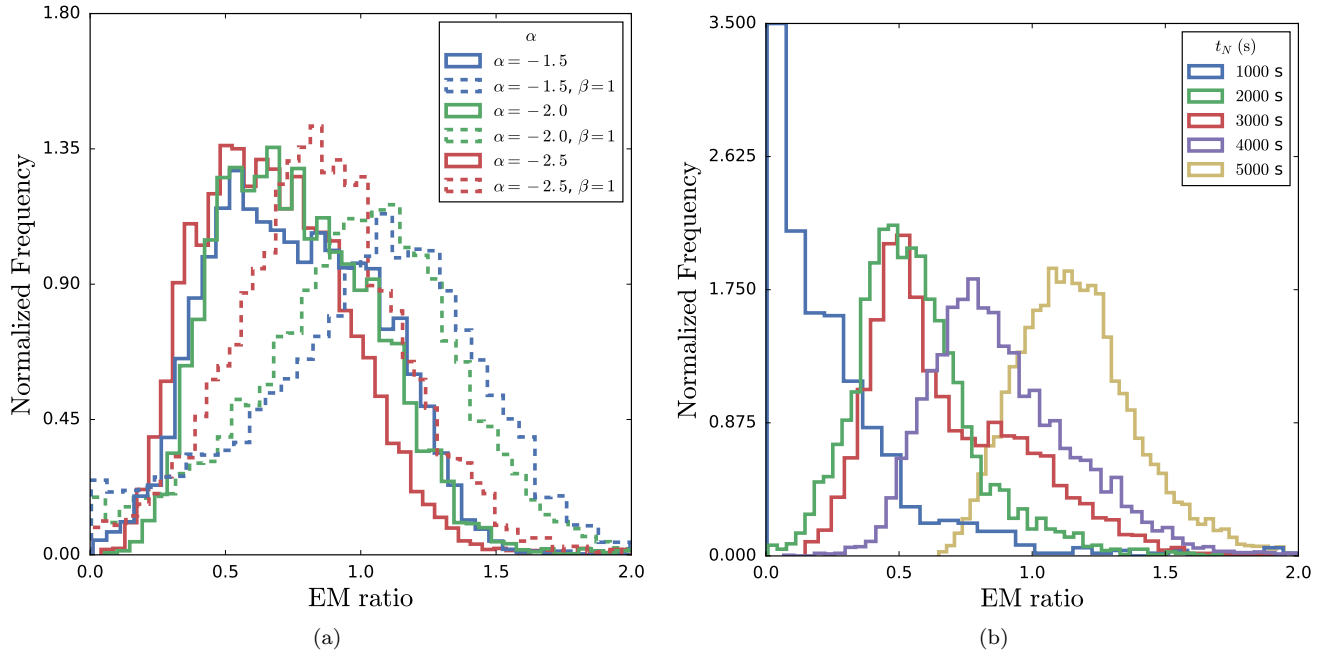 1.80
1.35
0.90
0.45
0.00
Normalized Frequency
0.0 0.5 1.0 1.5 2.0
EM ratio
α
α = −1.5
α = −1.5, β=1
α = −2.0
α = −2.0, β=1
α = −2.5
α = −2.5, β=1
(a)
3.500
2.625
1.750
0.875
0.000
Normalized Frequency
0.0 0.5 1.0 1.5 2.0
EM ratio
t_N (s)
1000 s
2000 s
3000 s
4000 s
5000 s
(b)